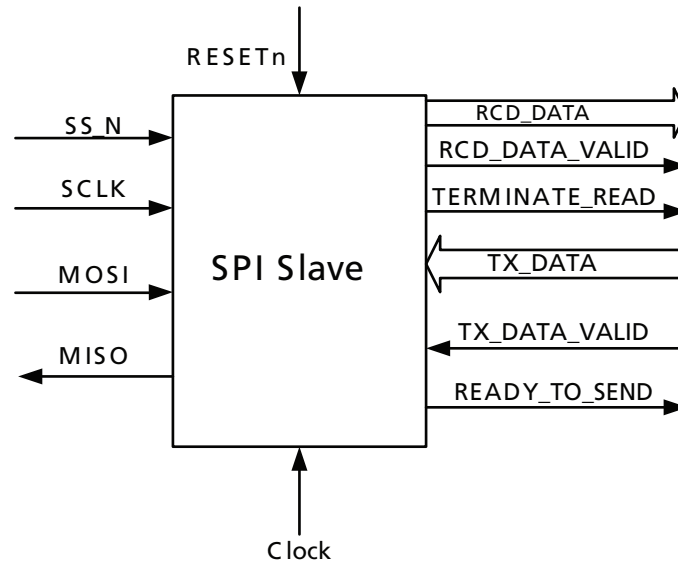 RESETn
SS_N
SCLK
MOSI
MISO
SPI Slave
RCD_DATA
RCD_DATA_VALID
TERMINATE_READ
TX_DATA
TX_DATA_VALID
READY_TO_SEND
Clock